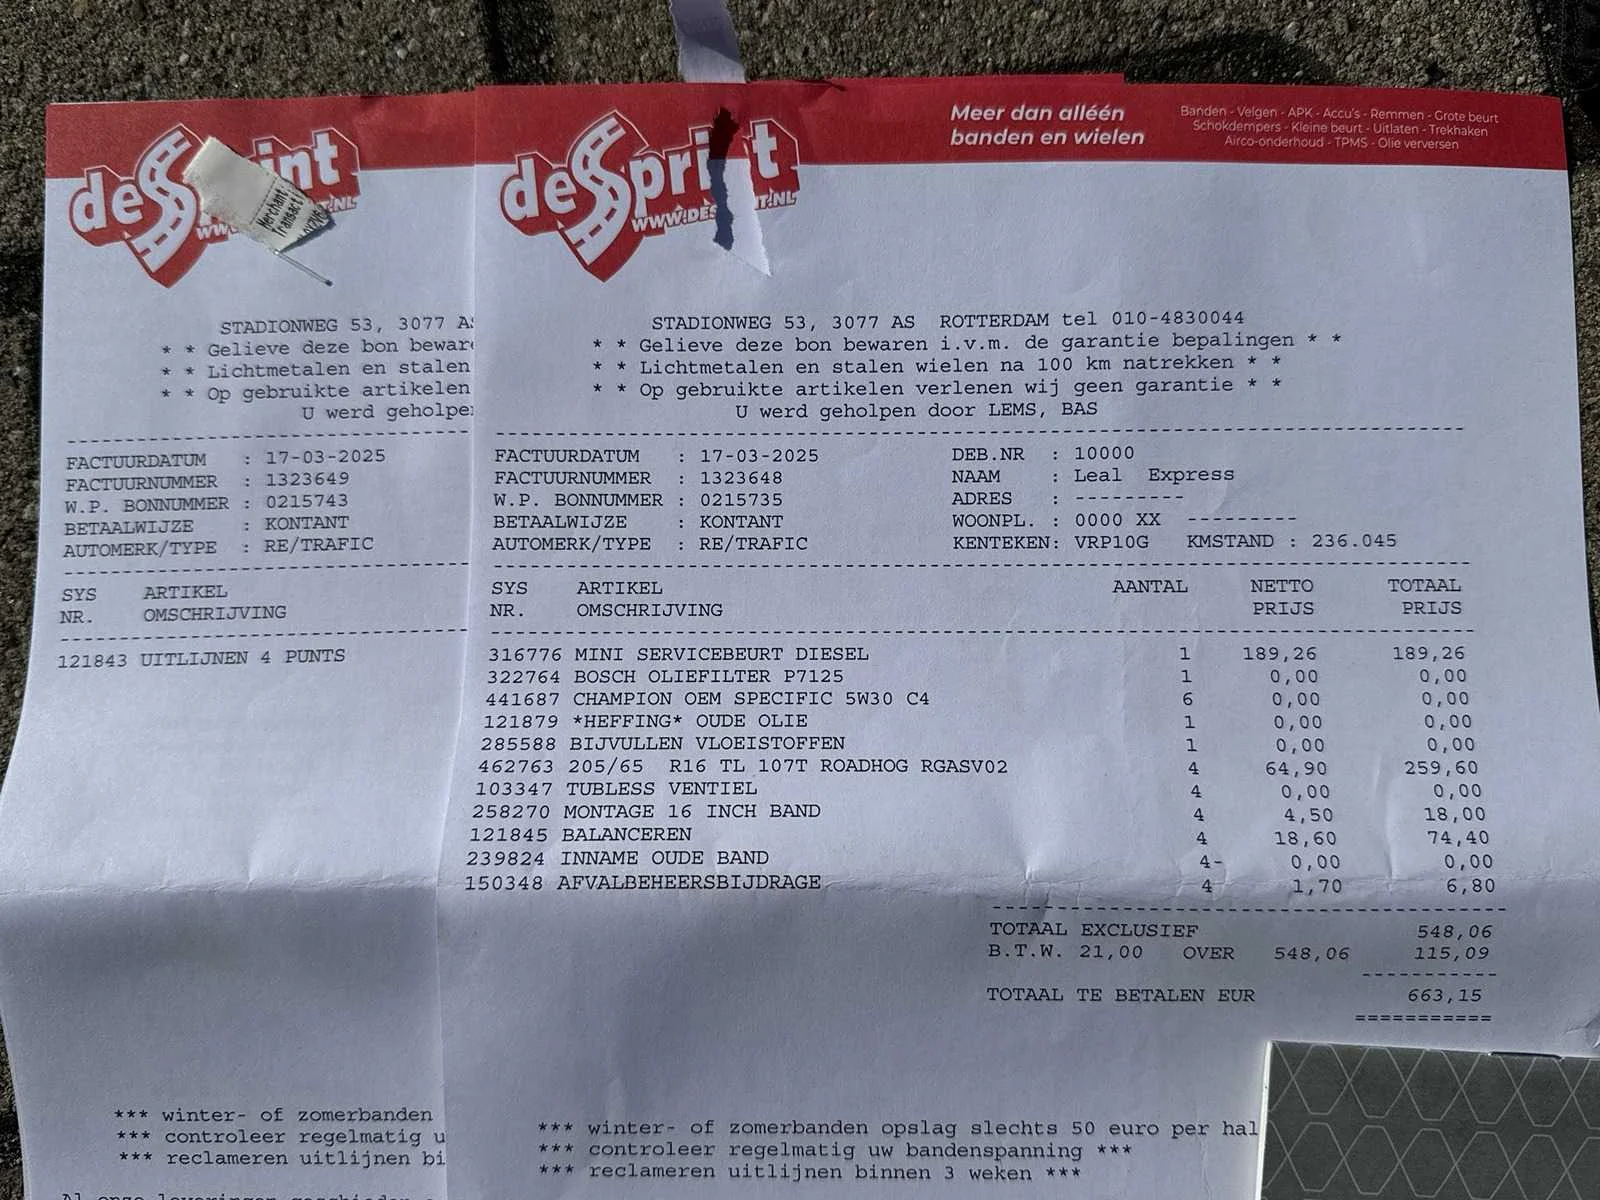 deSprint
WWW.DESPRINT.NL
Merchant
Transact
deSprint
Meer dan alléén
banden en wielen
Banden - Velgen - APK - Accu's - Remmen - Grote beurt
Schokdempers - Kleine beurt - Uitlaten - Trekhaken
Airco-onderhoud - TPMS - Olie verversen
STADIONWEG 53, 3077 AS
* * Gelieve deze bon
* * Lichtmetalen en stalen
* * Op gebruikte artikelen
U werd
FACTUURDATUM : 17-03-2025
FACTUURNUMMER : 1323649
W.P. BONNUMMER : 0215743
BETAALWIJZE : KONTANT
AUTOMERK/TYPE : RE/TRAFIC
SYS ARTIKEL
NR. OMSCHRIJVING
121843 UITLIJNEN 4 PUNTS
*** winter- of zomerbanden
*** controleer regelmatig u
*** reclameren uitlijnen bi
STADIONWEG 53, 3077 AS ROTTERDAM tel 010-4830044
* * Gelieve deze bon bewaren i.v.m. de garantie bepalingen * *
* * Lichtmetalen en stalen wielen na 100 km natrekken * *
* * Op gebruikte artikelen verlenen wij geen garantie * *
U werd geholpen door LEMS, BAS
FACTUURDATUM : 17-03-2025 DEB.NR : 10000
FACTUURNUMMER : 1323648 NAAM : Leal Express
W.P. BONNUMMER : 0215735 ADRES : ---------
BETAALWIJZE : KONTANT WOONPL. : 0000 XX ---------
AUTOMERK/TYPE : RE/TRAFIC KENTEKEN: VRP10G KMSTAND : 236.045
SYS ARTIKEL AANTAL NETTO TOTAAL
NR. OMSCHRIJVING PRIJS PRIJS
316776 MINI SERVICEBEURT DIESEL 1 189,26 189,26
322764 BOSCH OLIEFILTER P7125 1 0,00 0,00
441687 CHAMPION OEM SPECIFIC 5W30 C4 6 0,00 0,00
121879 *HEFFING* OUDE OLIE 1 0,00 0,00
285588 BIJVULLEN VLOEISTOFFEN 1 0,00 0,00
462763 205/65 R16 TL 107T ROADHOG RGASV02 4 64,90 259,60
103347 TUBLESS VENTIEL 4 0,00 0,00
258270 MONTAGE 16 INCH BAND 4 4,50 18,00
121845 BALANCEREN 4 18,60 74,40
239824 INNAME OUDE BAND 4- 0,00 0,00
150348 AFVALBEHEERSBIJDRAGE 4 1,70 6,80
TOTAAL EXCLUSIEF 548,06
B.T.W. 21,00 OVER 548,06 115,09
TOTAAL TE BETALEN EUR 663,15
===========
*** winter- of zomerbanden opslag slechts 50 euro per hal
*** controleer regelmatig uw bandenspanning ***
*** reclameren uitlijnen binnen 3 weken ***